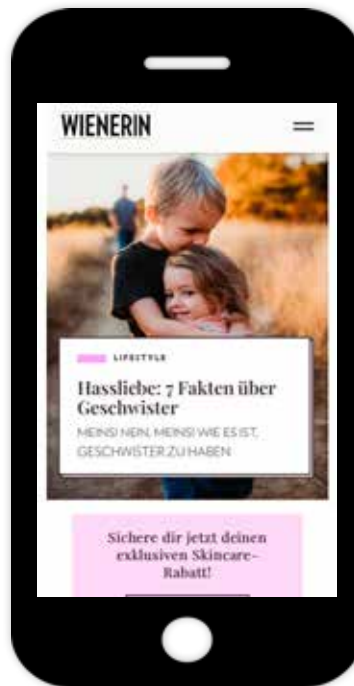 WIENERIN
LIFESTYLE
Hassliebe: 7 Fakten über
Geschwister
MEINS! NEIN, MEINS! WIE ES IST,
GESCHWISTER ZU HABEN
Sichere dir jetzt deinen
exklusiven Skincare-
Rabatt!